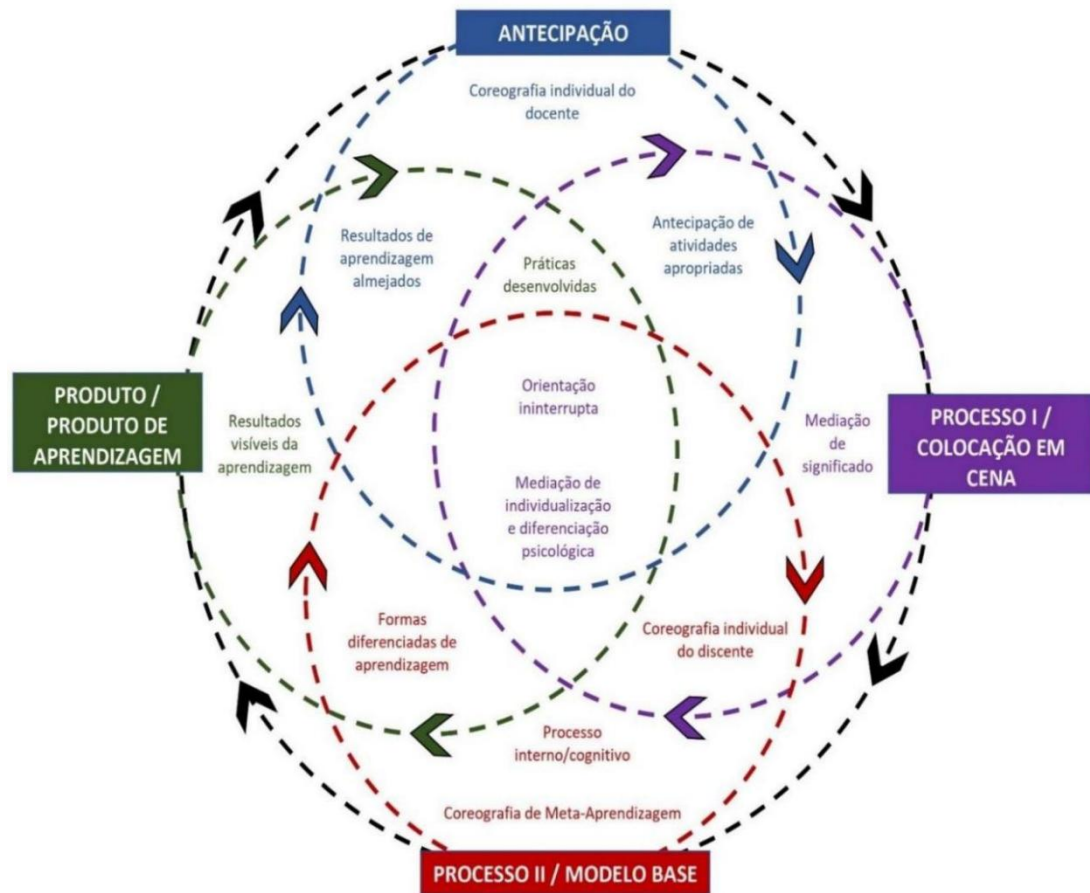 ANTECIPAÇÃO
Coreografia individual do
docente
Resultados de
aprendizagem
almejados
Antecipação de
atividades
apropriadas
Práticas
desenvolvidas
PRODUTO /
PRODUTO DE
APRENDIZAGEM
Resultados
visíveis da
aprendizagem
Orientação
ininterrupta
Mediação
de
significado
PROCESSO I /
COLOCAÇÃO EM
CENA
Mediação de
individualização
e diferenciação
psicológica
Formas
diferenciadas de
aprendizagem
Coreografia individual
do discente
Processo
interno/cognitivo
Coreografia de Meta-Aprendizagem
PROCESSO II / MODELO BASE